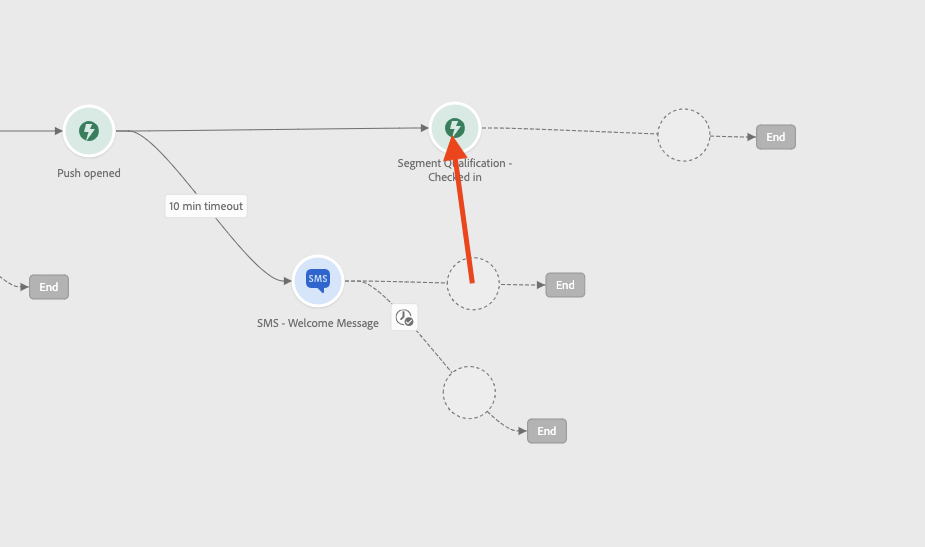 Push opened
Segment Qualification -
Checked in
End
10 min timeout
End
SMS
SMS - Welcome Message
End
End